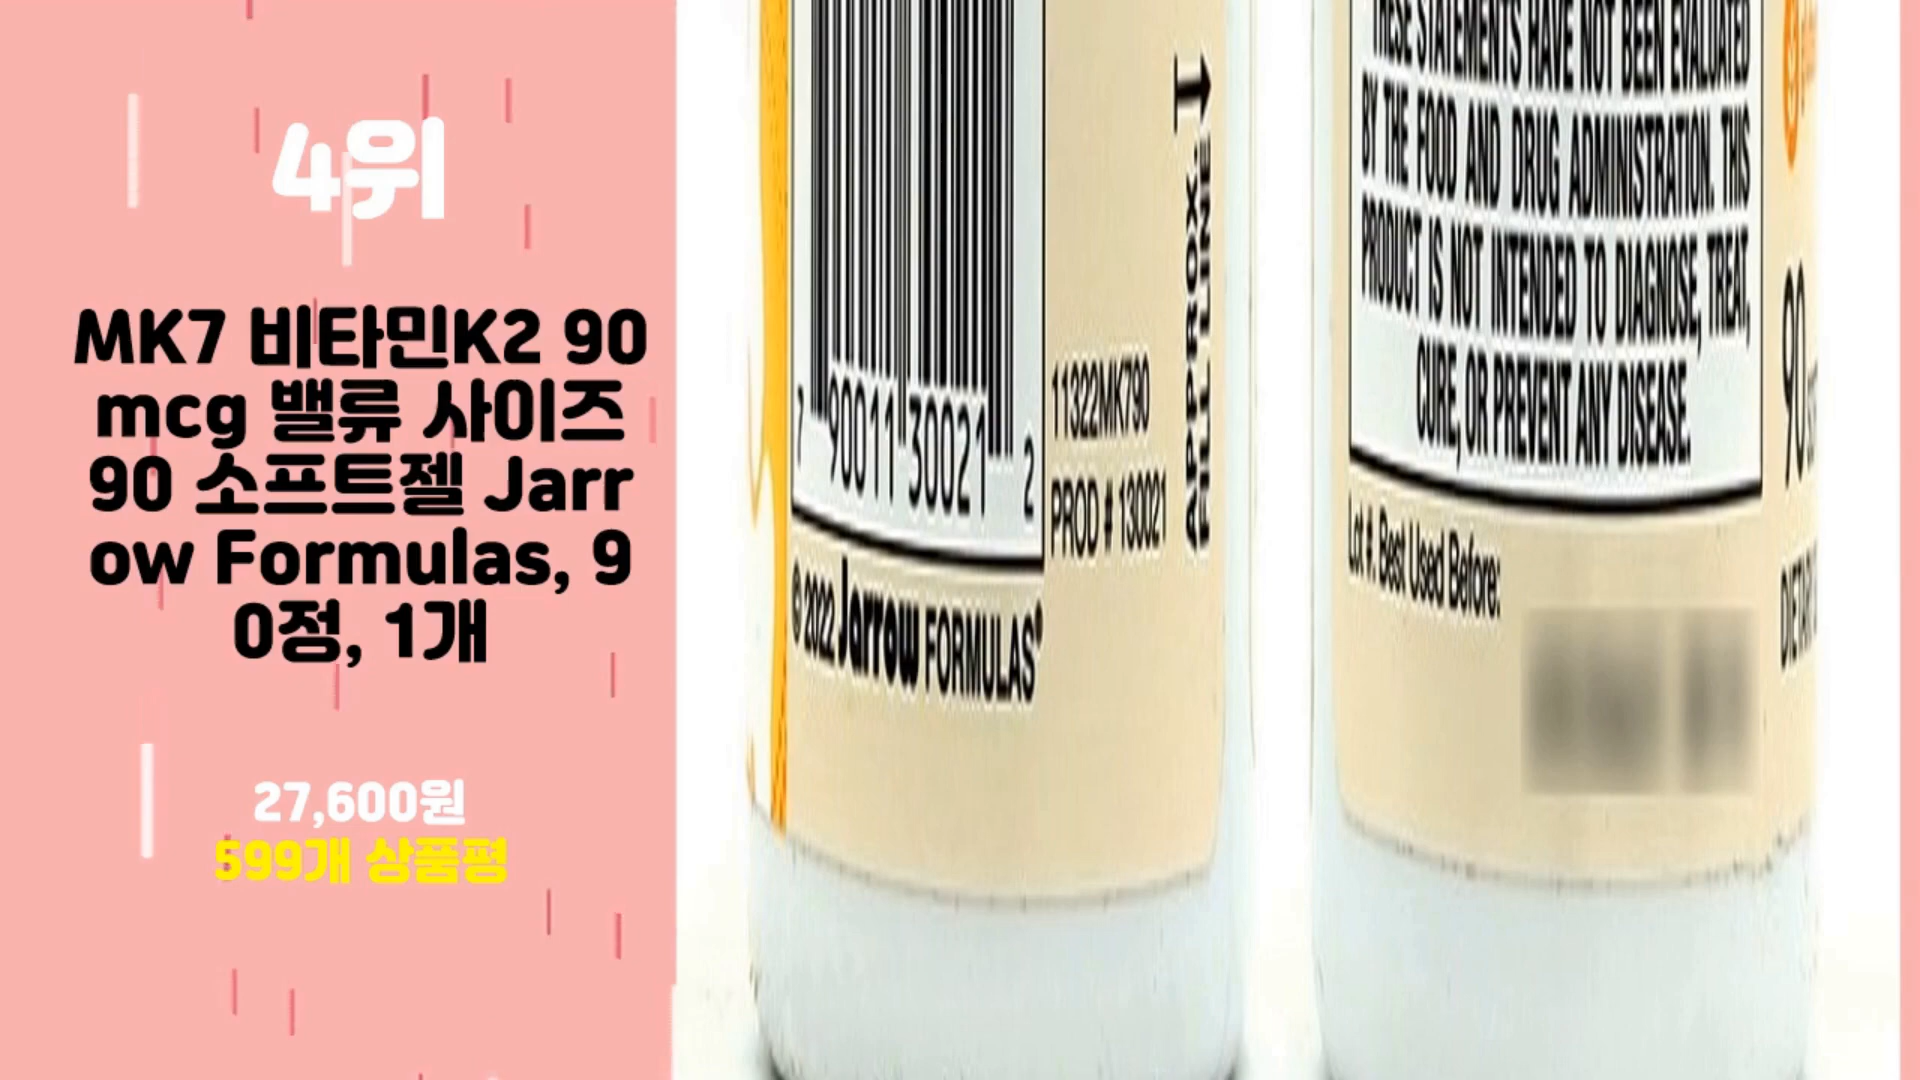 4위
MK7 비타민K2 90
mcg 밸류 사이즈
90 소프트젤 Jarr
ow Formulas, 9
0정, 1개
27,600원
599개 상품평
7 90011 30021 2
11322MK790
PROD # 130021
APPROX.
FILL LINE
© 2022 Jarrow FORMULAS®
THESE STATEMENTS HAVE NOT BEEN EVALUATED
BY THE FOOD AND DRUG ADMINISTRATION. THIS
PRODUCT IS NOT INTENDED TO DIAGNOSE, TREAT,
CURE, OR PREVENT ANY DISEASE.
Lot #, Best Used Before:
90